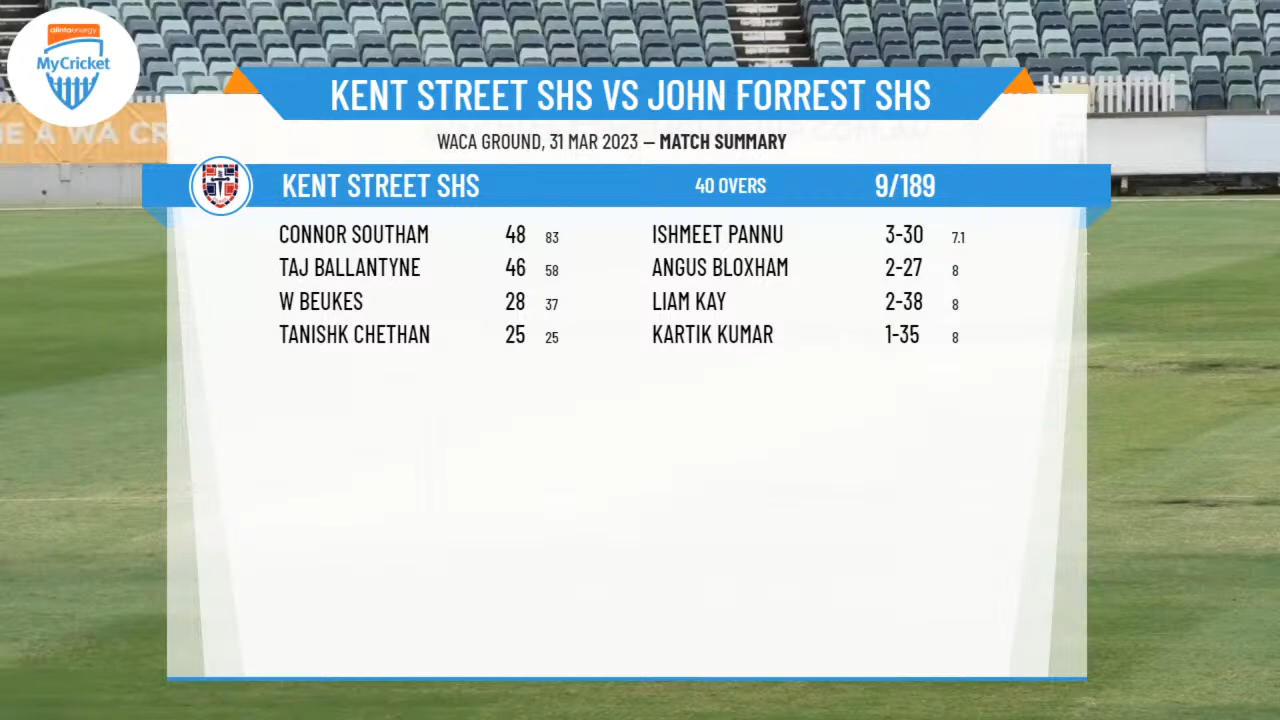 alintaenergy
MyCricket
KENT STREET SHS VS JOHN FORREST SHS
WACA GROUND, 31 MAR 2023 – MATCH SUMMARY
KENT STREET SHS 40 OVERS 9/189
CONNOR SOUTHAM 48 83 ISHMEET PANNU 3-30 7.1
TAJ BALLANTYNE 46 58 ANGUS BLOXHAM 2-27 8
W BEUKES 28 37 LIAM KAY 2-38 8
TANISHK CHETHAN 25 25 KARTIK KUMAR 1-35 8
A WA CR